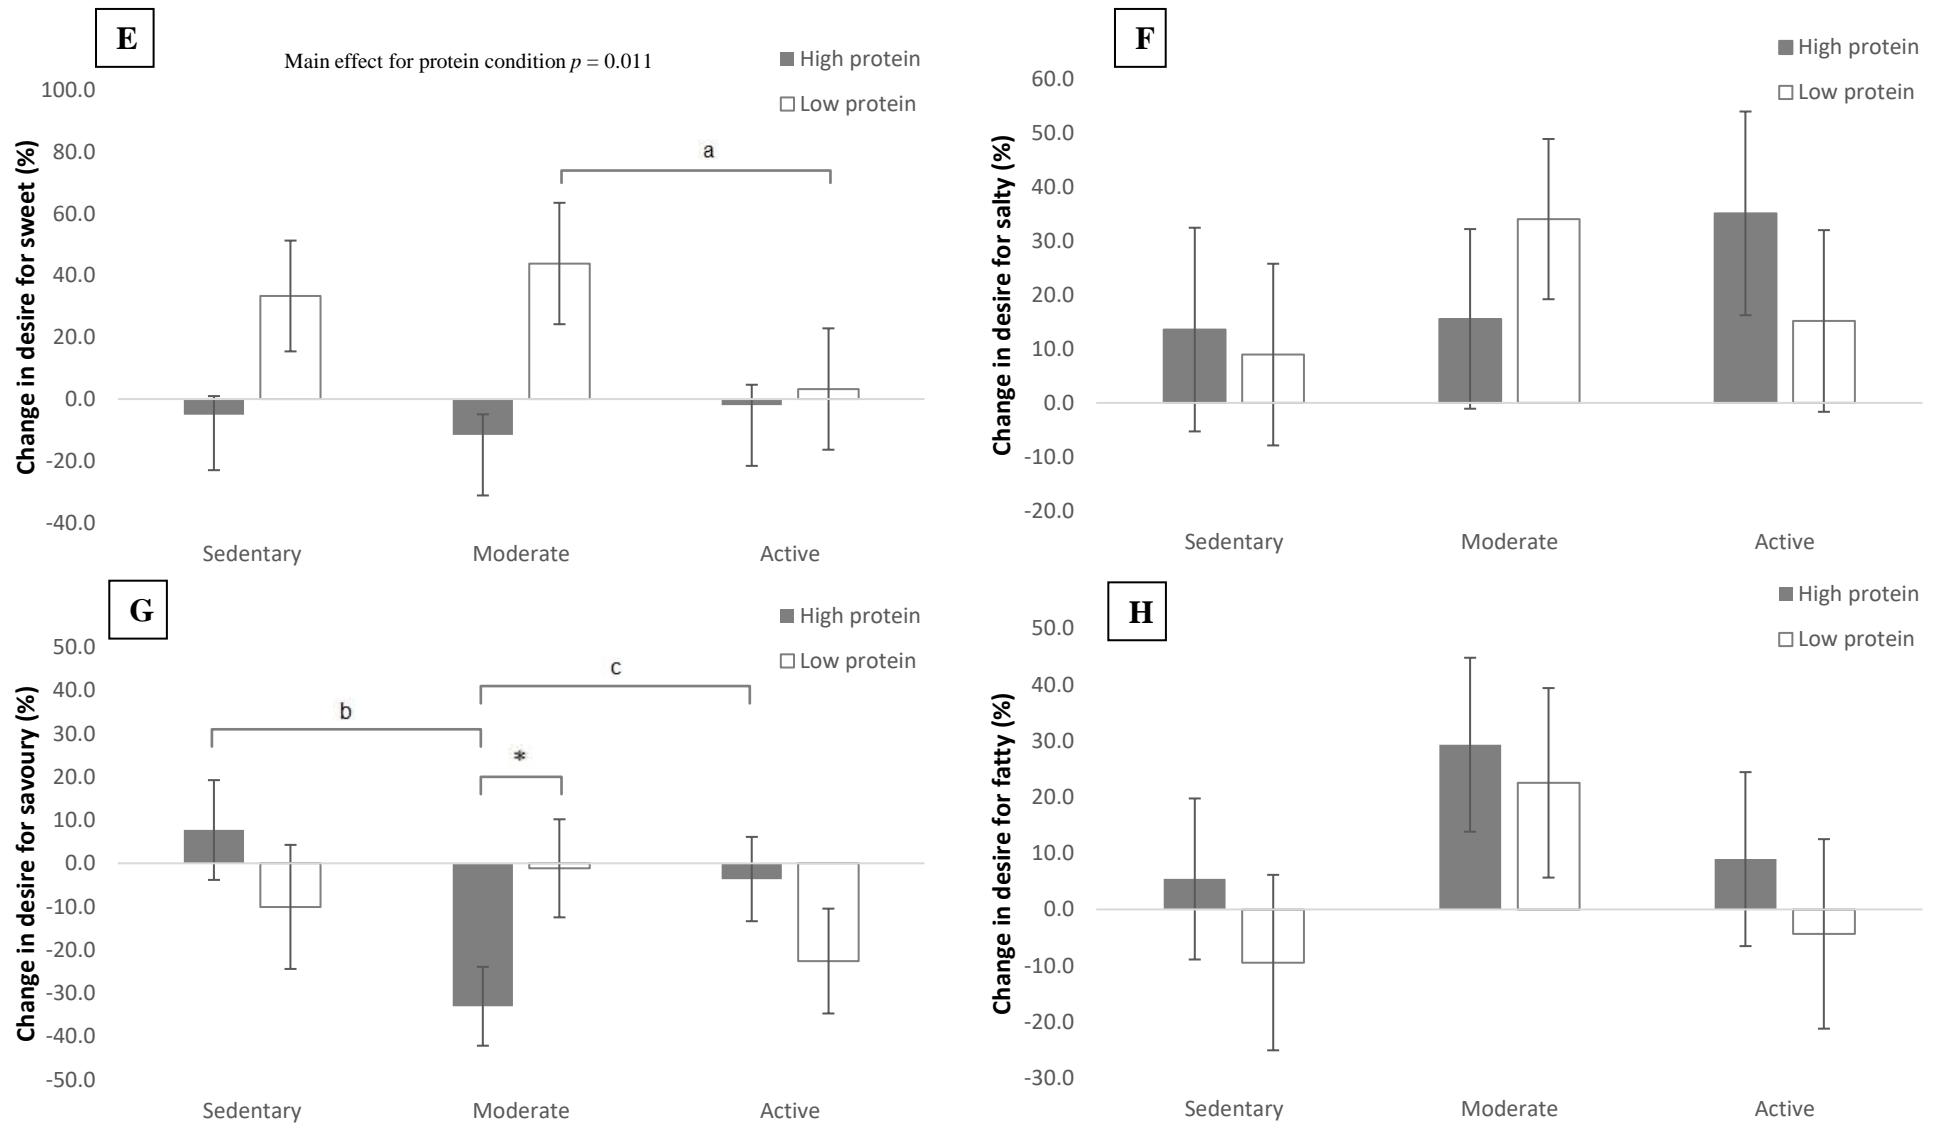 E
Main effect for protein condition p = 0.011
High protein
Low protein
Change in desire for sweet (%)
100.0
80.0
60.0
40.0
20.0
0.0
-20.0
-40.0
a
Sedentary
Moderate
Active
F
High protein
Low protein
Change in desire for salty (%)
60.0
50.0
40.0
30.0
20.0
10.0
0.0
-10.0
-20.0
Sedentary
Moderate
Active
G
High protein
Low protein
Change in desire for savoury (%)
50.0
40.0
30.0
20.0
10.0
0.0
-10.0
-20.0
-30.0
-40.0
-50.0
b
c
*
Sedentary
Moderate
Active
H
High protein
Low protein
Change in desire for fatty (%)
50.0
40.0
30.0
20.0
10.0
0.0
-10.0
-20.0
-30.0
Sedentary
Moderate
Active